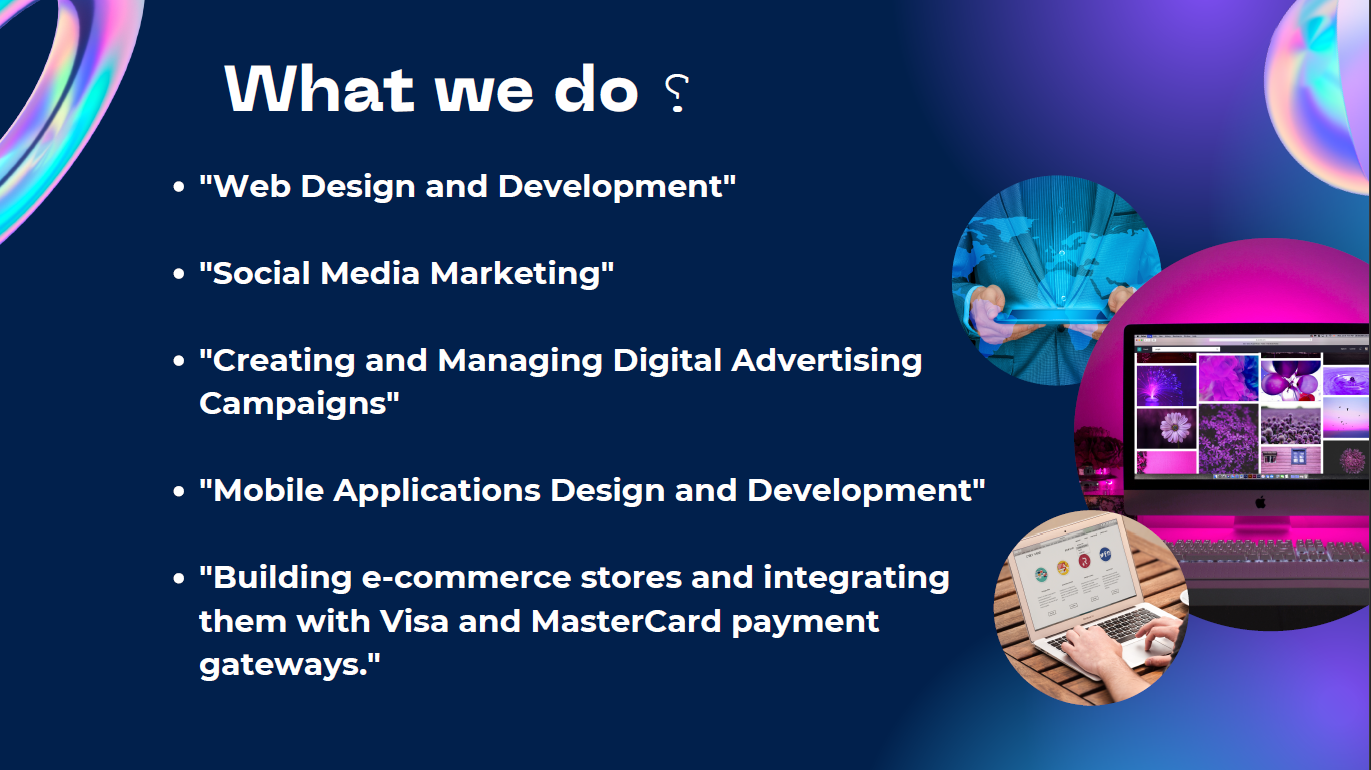 What we do ؟
• "Web Design and Development"
• "Social Media Marketing"
• "Creating and Managing Digital Advertising
Campaigns"
• "Mobile Applications Design and Development"
• "Building e-commerce stores and integrating
them with Visa and MasterCard payment
gateways."